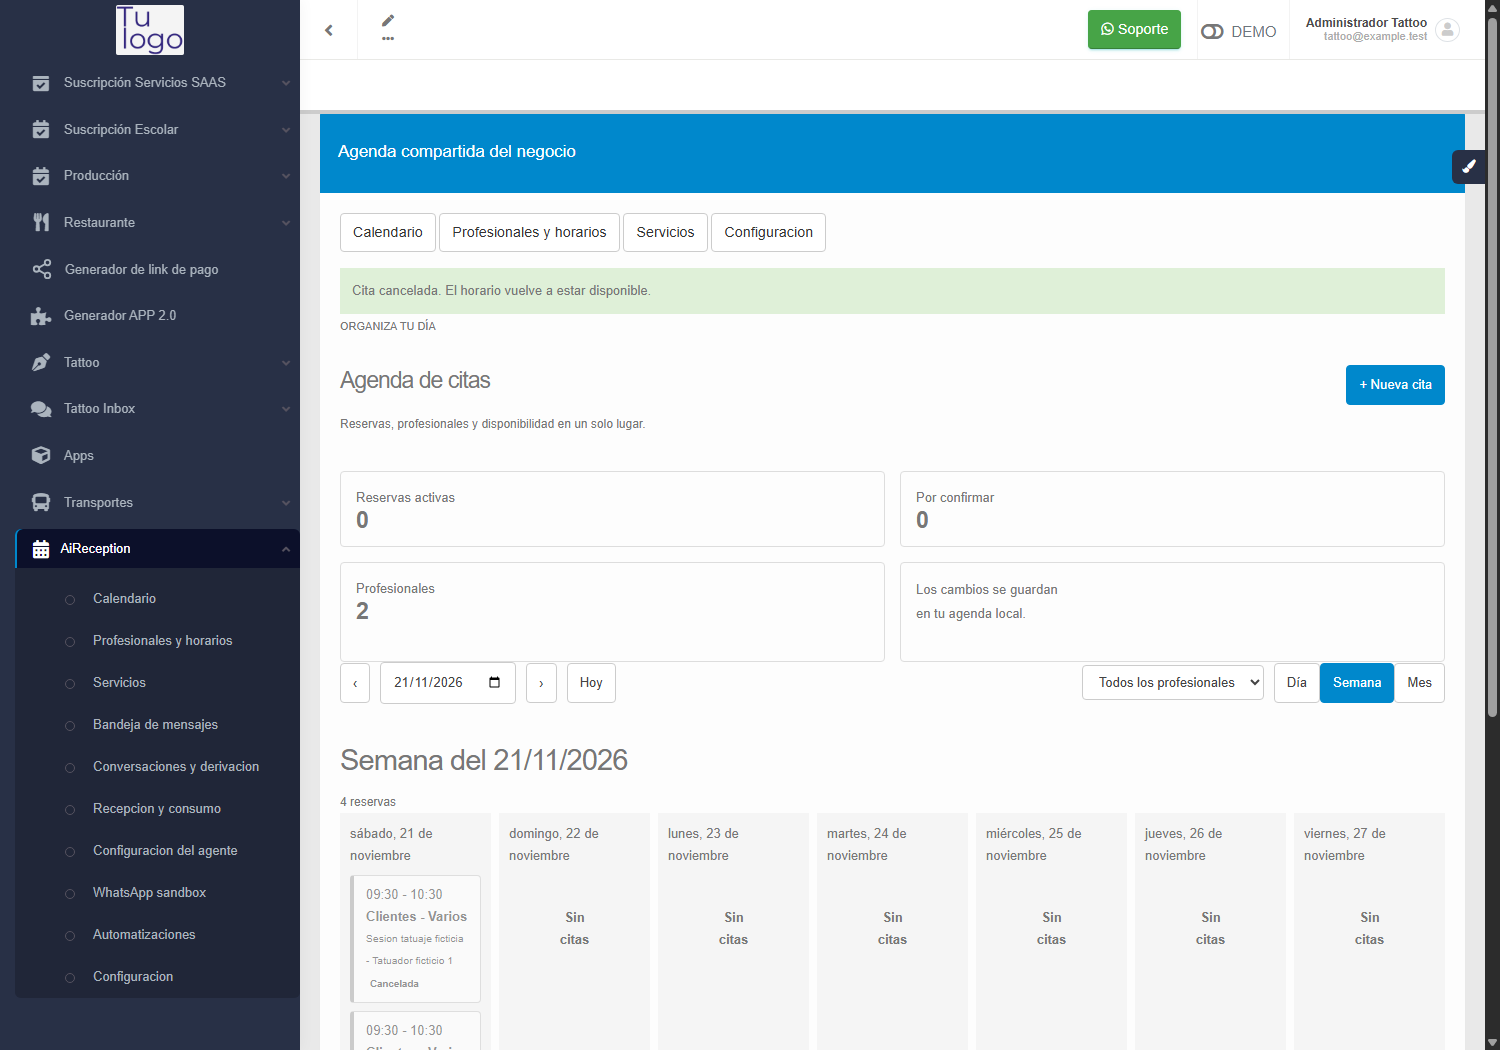 Tu
logo
Suscripción Servicios SAAS
Suscripción Escolar
Producción
Restaurante
Generador de link de pago
Generador APP 2.0
Tattoo
Tattoo Inbox
Apps
Transportes
AiReception
Calendario
Profesionales y horarios
Servicios
Bandeja de mensajes
Conversaciones y derivacion
Recepcion y consumo
Configuracion del agente
WhatsApp sandbox
Automatizaciones
Configuracion
Soporte
DEMO
Administrador Tattoo
tattoo@example.test
Agenda compartida del negocio
Calendario
Profesionales y horarios
Servicios
Configuracion
Cita cancelada. El horario vuelve a estar disponible.
ORGANIZA TU DÍA
Agenda de citas
+ Nueva cita
Reservas, profesionales y disponibilidad en un solo lugar.
Reservas activas
0
Por confirmar
0
Profesionales
2
Los cambios se guardan
en tu agenda local.
‹
21/11/2026
›
Hoy
Todos los profesionales
Día
Semana
Mes
Semana del 21/11/2026
4 reservas
sábado, 21 de
noviembre
09:30 - 10:30
Clientes - Varios
Sesion tatuaje ficticia
- Tatuador ficticio 1
Cancelada
09:30 - 10:30
domingo, 22 de
noviembre
Sin
citas
lunes, 23 de
noviembre
Sin
citas
martes, 24 de
noviembre
Sin
citas
miércoles, 25 de
noviembre
Sin
citas
jueves, 26 de
noviembre
Sin
citas
viernes, 27 de
noviembre
Sin
citas